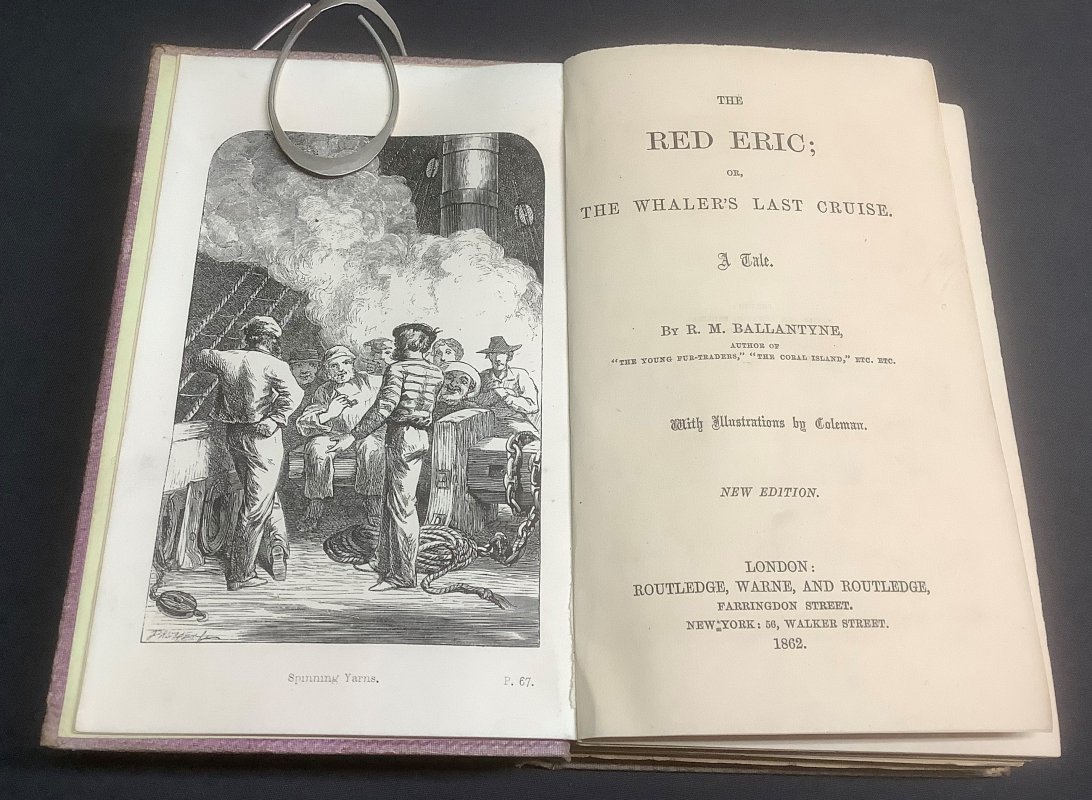 Spinning Yarns.
P. 67.
THE
RED ERIC;
OR,
THE WHALER'S LAST CRUISE.
A Tale.
By R. M. BALLANTYNE,
AUTHOR OF
"THE YOUNG FUR-TRADERS," "THE CORAL ISLAND," ETC. ETC.
With Illustrations by Coleman.
NEW EDITION.
LONDON:
ROUTLEDGE, WARNE, AND ROUTLEDGE,
FARRINGDON STREET.
NEW YORK: 56, WALKER STREET.
1862.